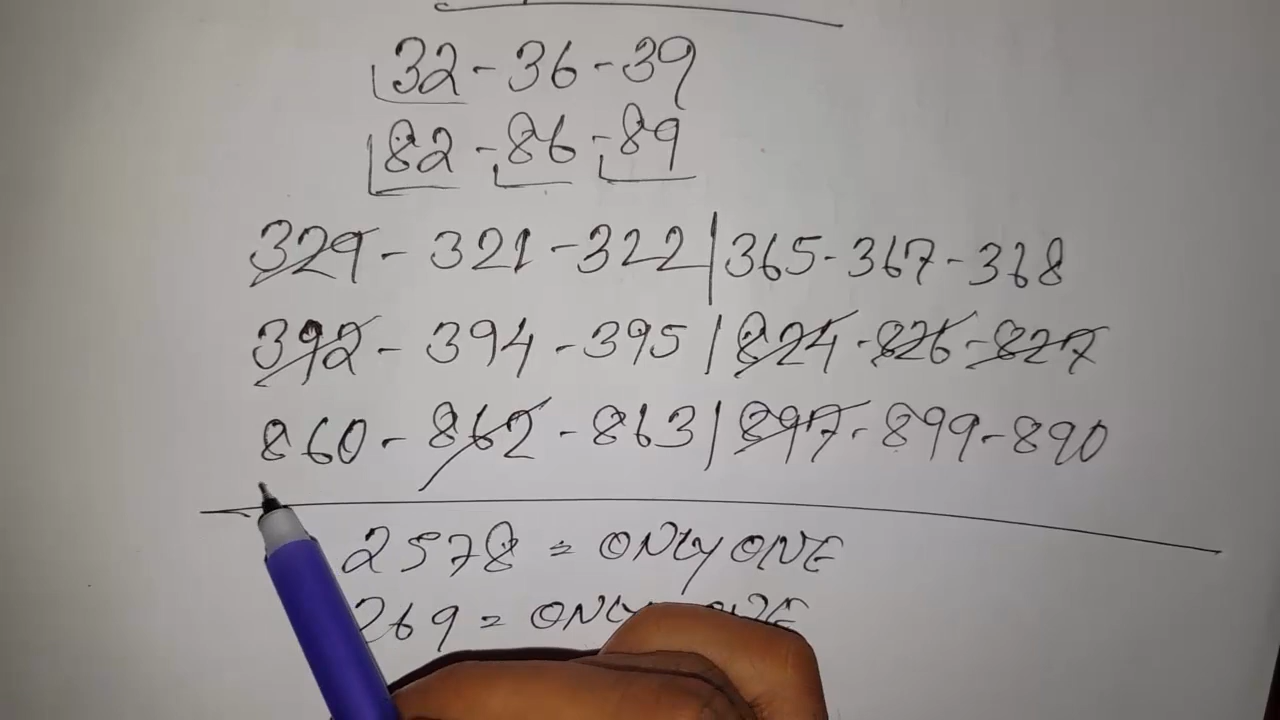 32 - 36 - 39
82 - 86 - 89
329 - 321 - 322 | 365 - 367 - 368
392 - 394 - 395 | 824 - 826 - 827
860 - 862 - 863 | 897 - 899 - 890
2578 = ONLY ONE
269 = ONLY ONE